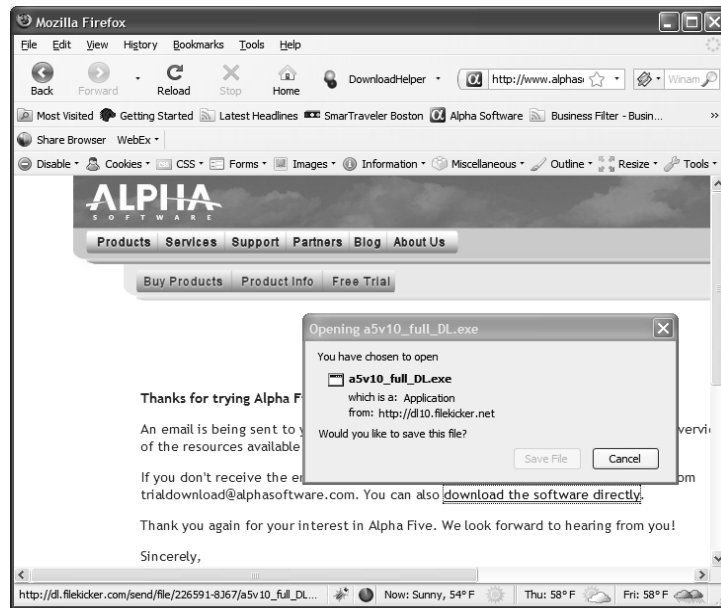 Mozilla Firefox
File Edit View History Bookmarks Tools Help
Back Forward Reload Stop Home DownloadHelper http://www.alphas Winam
Most Visited Getting Started Latest Headlines SmarTraveler Boston Alpha Software Business Filter - Busin... »
Share Browser WebEx
Disable Cookies CSS Forms Images Information Miscellaneous Outline Resize Tools
ALPHA
SOFTWARE
Products Services Support Partners Blog About Us
Buy Products Product Info Free Trial
Opening a5v10_full_DL.exe
You have chosen to open
a5v10_full_DL.exe
which is a: Application
from: http://dl10.filekicker.net
Would you like to save this file?
Save File Cancel
Thanks for trying Alpha F
An email is being sent to y
of the resources available
If you don't receive the em om
trialdownload@alphasoftware.com. You can also download the software directly.
Thank you again for your interest in Alpha Five. We look forward to hearing from you!
Sincerely,
http://dl.filekicker.com/send/file/226591-8J67/a5v10_full_DL... Now: Sunny, 54° F Thu: 58° F Fri: 58° F